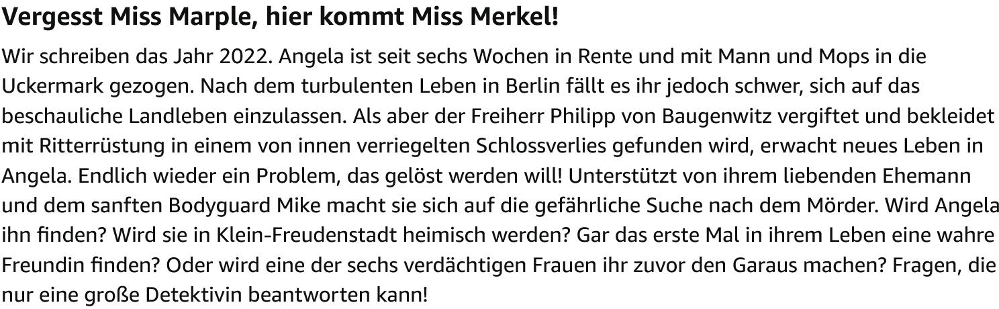 Vergesst Miss Marple, hier kommt Miss Merkel!
Wir schreiben das Jahr 2022. Angela ist seit sechs Wochen in Rente und mit Mann und Mops in die
Uckermark gezogen. Nach dem turbulenten Leben in Berlin fällt es ihr jedoch schwer, sich auf das
beschauliche Landleben einzulassen. Als aber der Freiherr Philipp von Baugenwitz vergiftet und bekleidet
mit Ritterrüstung in einem von innen verriegelten Schlossverlies gefunden wird, erwacht neues Leben in
Angela. Endlich wieder ein Problem, das gelöst werden will! Unterstützt von ihrem liebenden Ehemann
und dem sanften Bodyguard Mike macht sie sich auf die gefährliche Suche nach dem Mörder. Wird Angela
ihn finden? Wird sie in Klein-Freudenstadt heimisch werden? Gar das erste Mal in ihrem Leben eine wahre
Freundin finden? Oder wird eine der sechs verdächtigen Frauen ihr zuvor den Garaus machen? Fragen, die
nur eine große Detektivin beantworten kann!